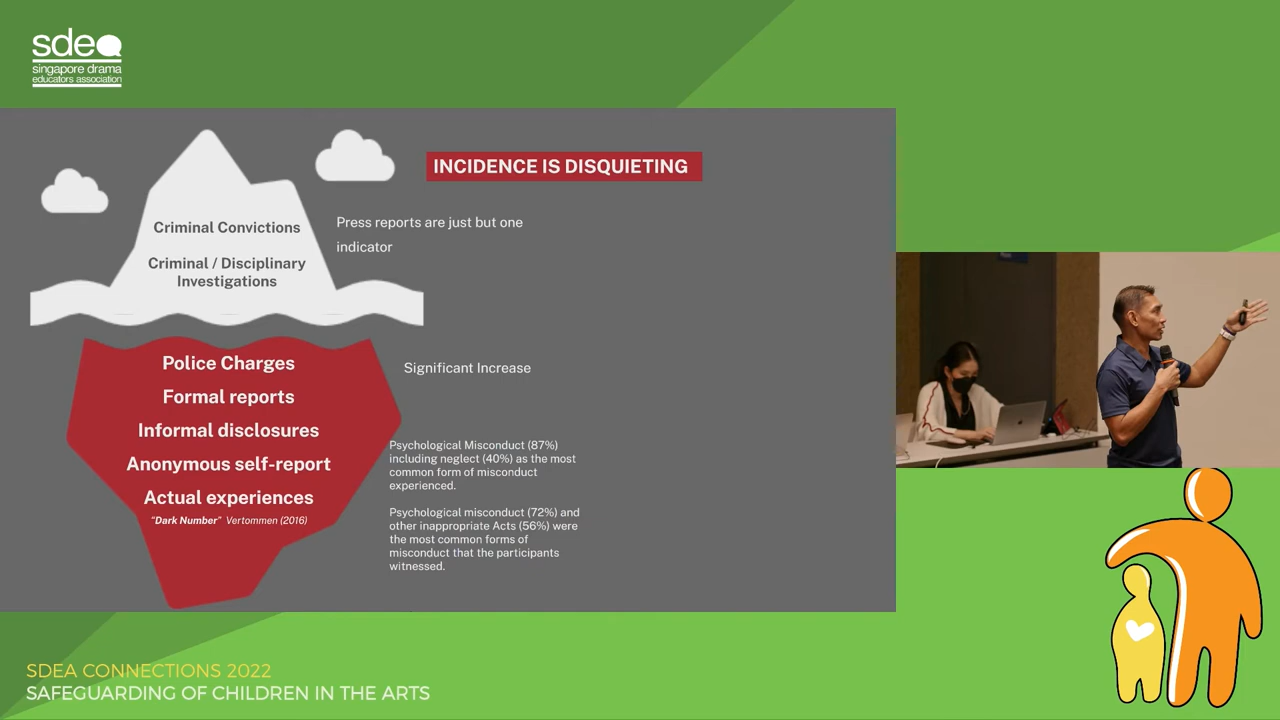 sdea
singapore drama
educators association
INCIDENCE IS DISQUIETING
Criminal Convictions
Criminal / Disciplinary
Investigations
Press reports are just but one
indicator
Police Charges
Formal reports
Informal disclosures
Anonymous self-report
Actual experiences
"Dark Number" Vertommen (2016)
Significant Increase
Psychological Misconduct (87%)
including neglect (40%) as the most
common form of misconduct
experienced.
Psychological misconduct (72%) and
other inappropriate Acts (56%) were
the most common forms of
misconduct that the participants
witnessed.
SDEA CONNECTIONS 2022
SAFEGUARDING OF CHILDREN IN THE ARTS